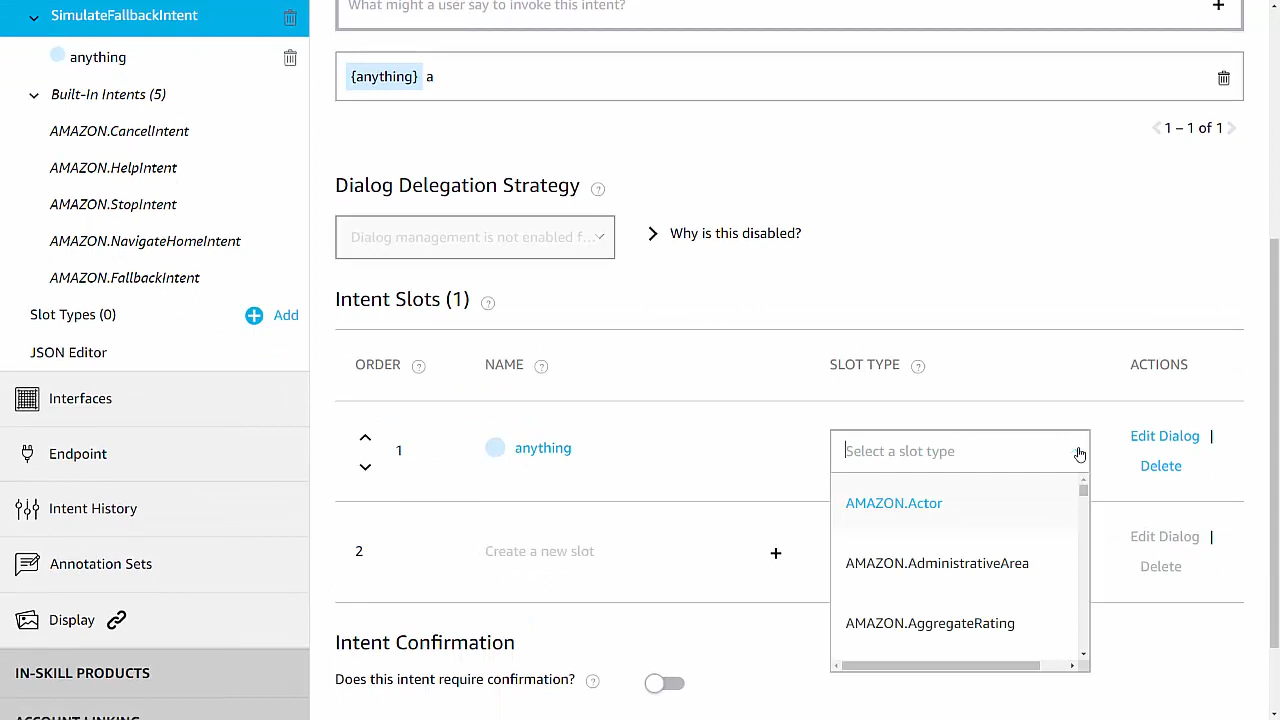 SimulateFallbackIntent
anything
Built-In Intents (5)
AMAZON.CancelIntent
AMAZON.HelpIntent
AMAZON.StopIntent
AMAZON.NavigateHomeIntent
AMAZON.FallbackIntent
Slot Types (0)
Add
JSON Editor
Interfaces
Endpoint
Intent History
Annotation Sets
Display
IN-SKILL PRODUCTS
ACCOUNT LINKING
What might a user say to invoke this intent?
{anything} a
1 – 1 of 1
Dialog Delegation Strategy ?
Dialog management is not enabled f...
Why is this disabled?
Intent Slots (1) ?
ORDER ? NAME ? SLOT TYPE ? ACTIONS
1 anything Select a slot type Edit Dialog |
Delete
AMAZON.Actor
2 Create a new slot + Edit Dialog |
Delete
AMAZON.AdministrativeArea
AMAZON.AggregateRating
Intent Confirmation
Does this intent require confirmation? ?